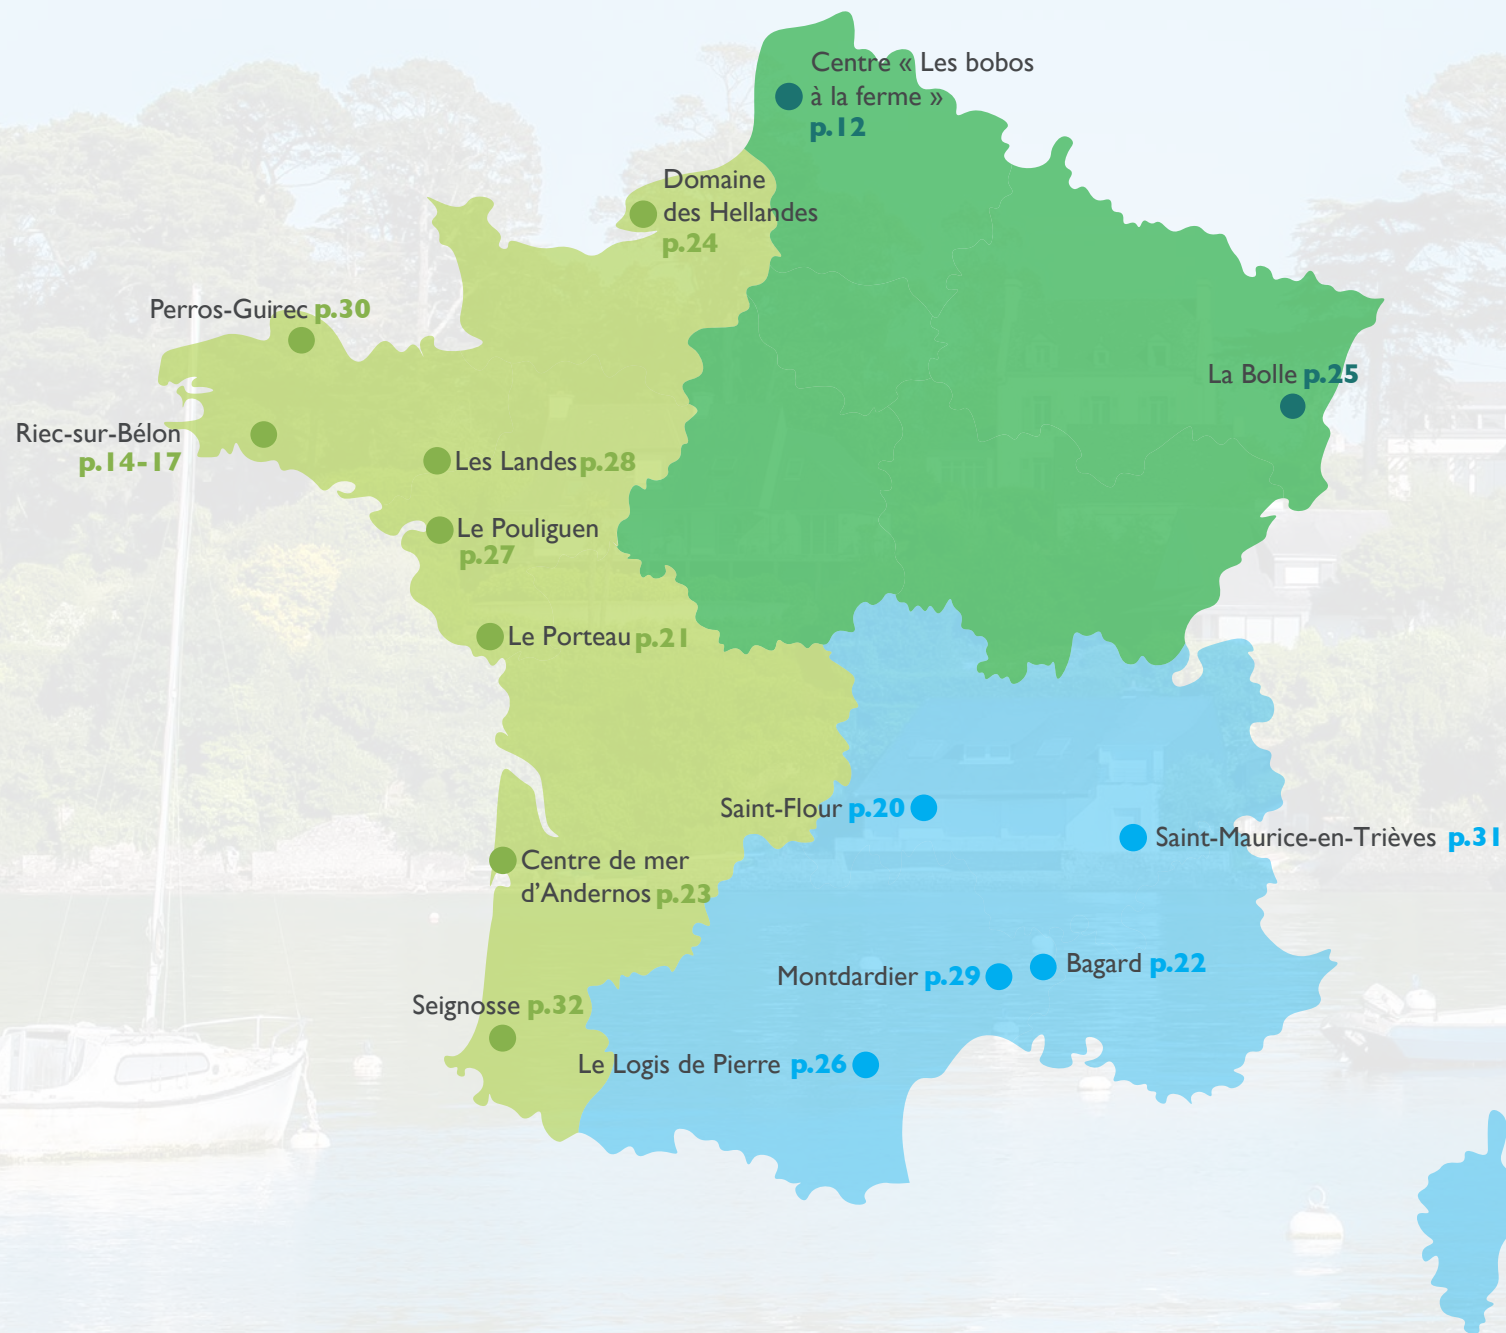 Centre « Les bobos
à la ferme »
p.12
Domaine
des Hellandes
p.24
Perros-Guirec p.30
La Bolle p.25
Riec-sur-Bélon
p.14-17
Les Landes p.28
Le Pouliguen
p.27
Le Porteau p.21
Saint-Flour p.20
Saint-Maurice-en-Trièves p.31
Centre de mer
d’Andernos p.23
Bagard p.22
Montdardier p.29
Seignosse p.32
Le Logis de Pierre p.26